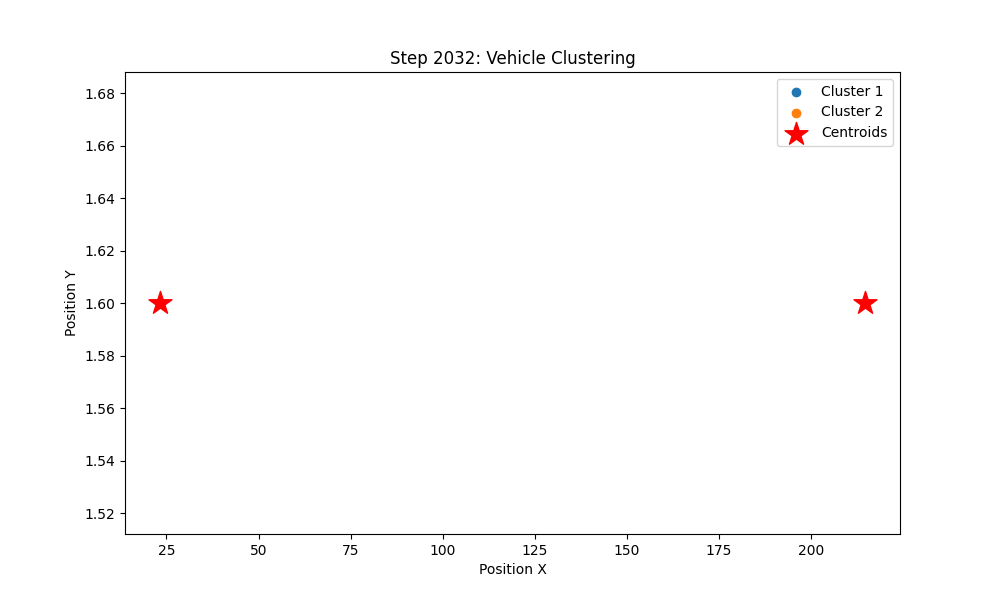 Step 2032: Vehicle Clustering
Cluster 1
Cluster 2
Centroids
Position Y
1.68
1.66
1.64
1.62
1.60
1.58
1.56
1.54
1.52
25 50 75 100 125 150 175 200
Position X